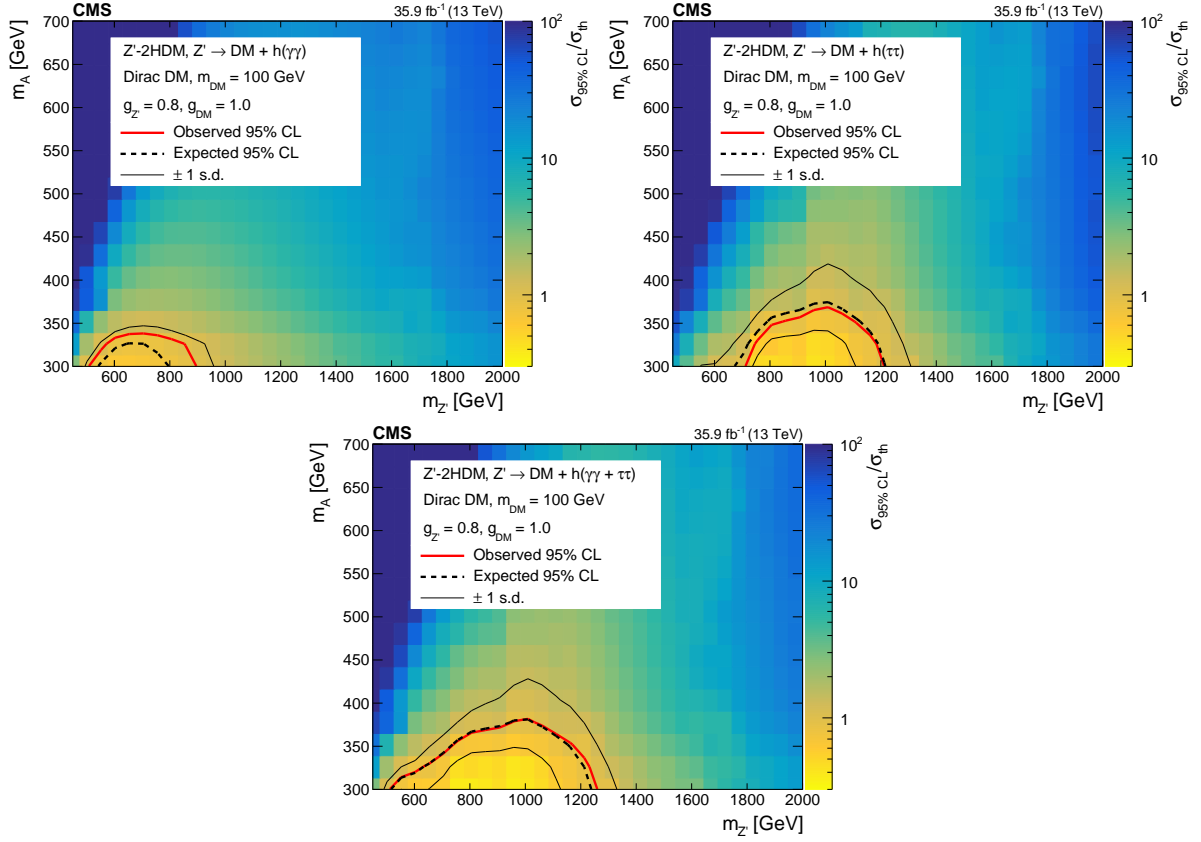 CMS 35.9 fb⁻¹ (13 TeV)
m_A [GeV]
700
650
600
550
500
450
400
350
300
Z'-2HDM, Z' → DM + h(γγ)
Dirac DM, m_DM = 100 GeV
g_Z' = 0.8, g_DM = 1.0
Observed 95% CL
Expected 95% CL
± 1 s.d.
600 800 1000 1200 1400 1600 1800 2000
m_Z' [GeV]
10²
10
1
σ_95% CL/σ_th
CMS 35.9 fb⁻¹ (13 TeV)
m_A [GeV]
700
650
600
550
500
450
400
350
300
Z'-2HDM, Z' → DM + h(ττ)
Dirac DM, m_DM = 100 GeV
g_Z' = 0.8, g_DM = 1.0
Observed 95% CL
Expected 95% CL
± 1 s.d.
600 800 1000 1200 1400 1600 1800 2000
m_Z' [GeV]
10²
10
1
σ_95% CL/σ_th
CMS 35.9 fb⁻¹ (13 TeV)
m_A [GeV]
700
650
600
550
500
450
400
350
300
Z'-2HDM, Z' → DM + h(γγ + ττ)
Dirac DM, m_DM = 100 GeV
g_Z' = 0.8, g_DM = 1.0
Observed 95% CL
Expected 95% CL
± 1 s.d.
600 800 1000 1200 1400 1600 1800 2000
m_Z' [GeV]
10²
10
1
σ_95% CL/σ_th